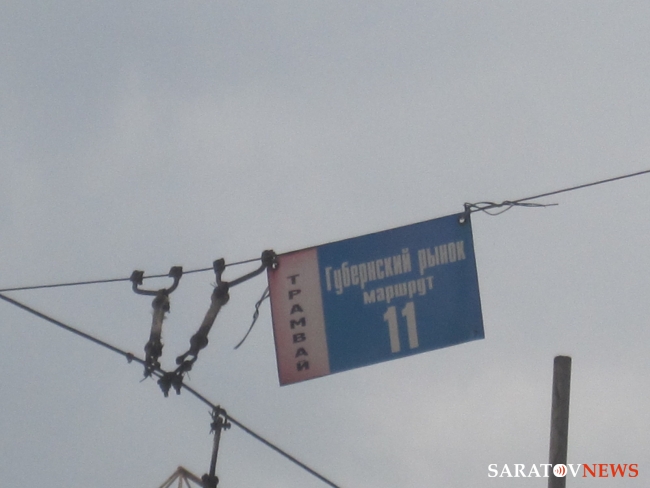 ТРАМВАЙ
Губернский рынок
маршрут
11
SARATOVNEWS